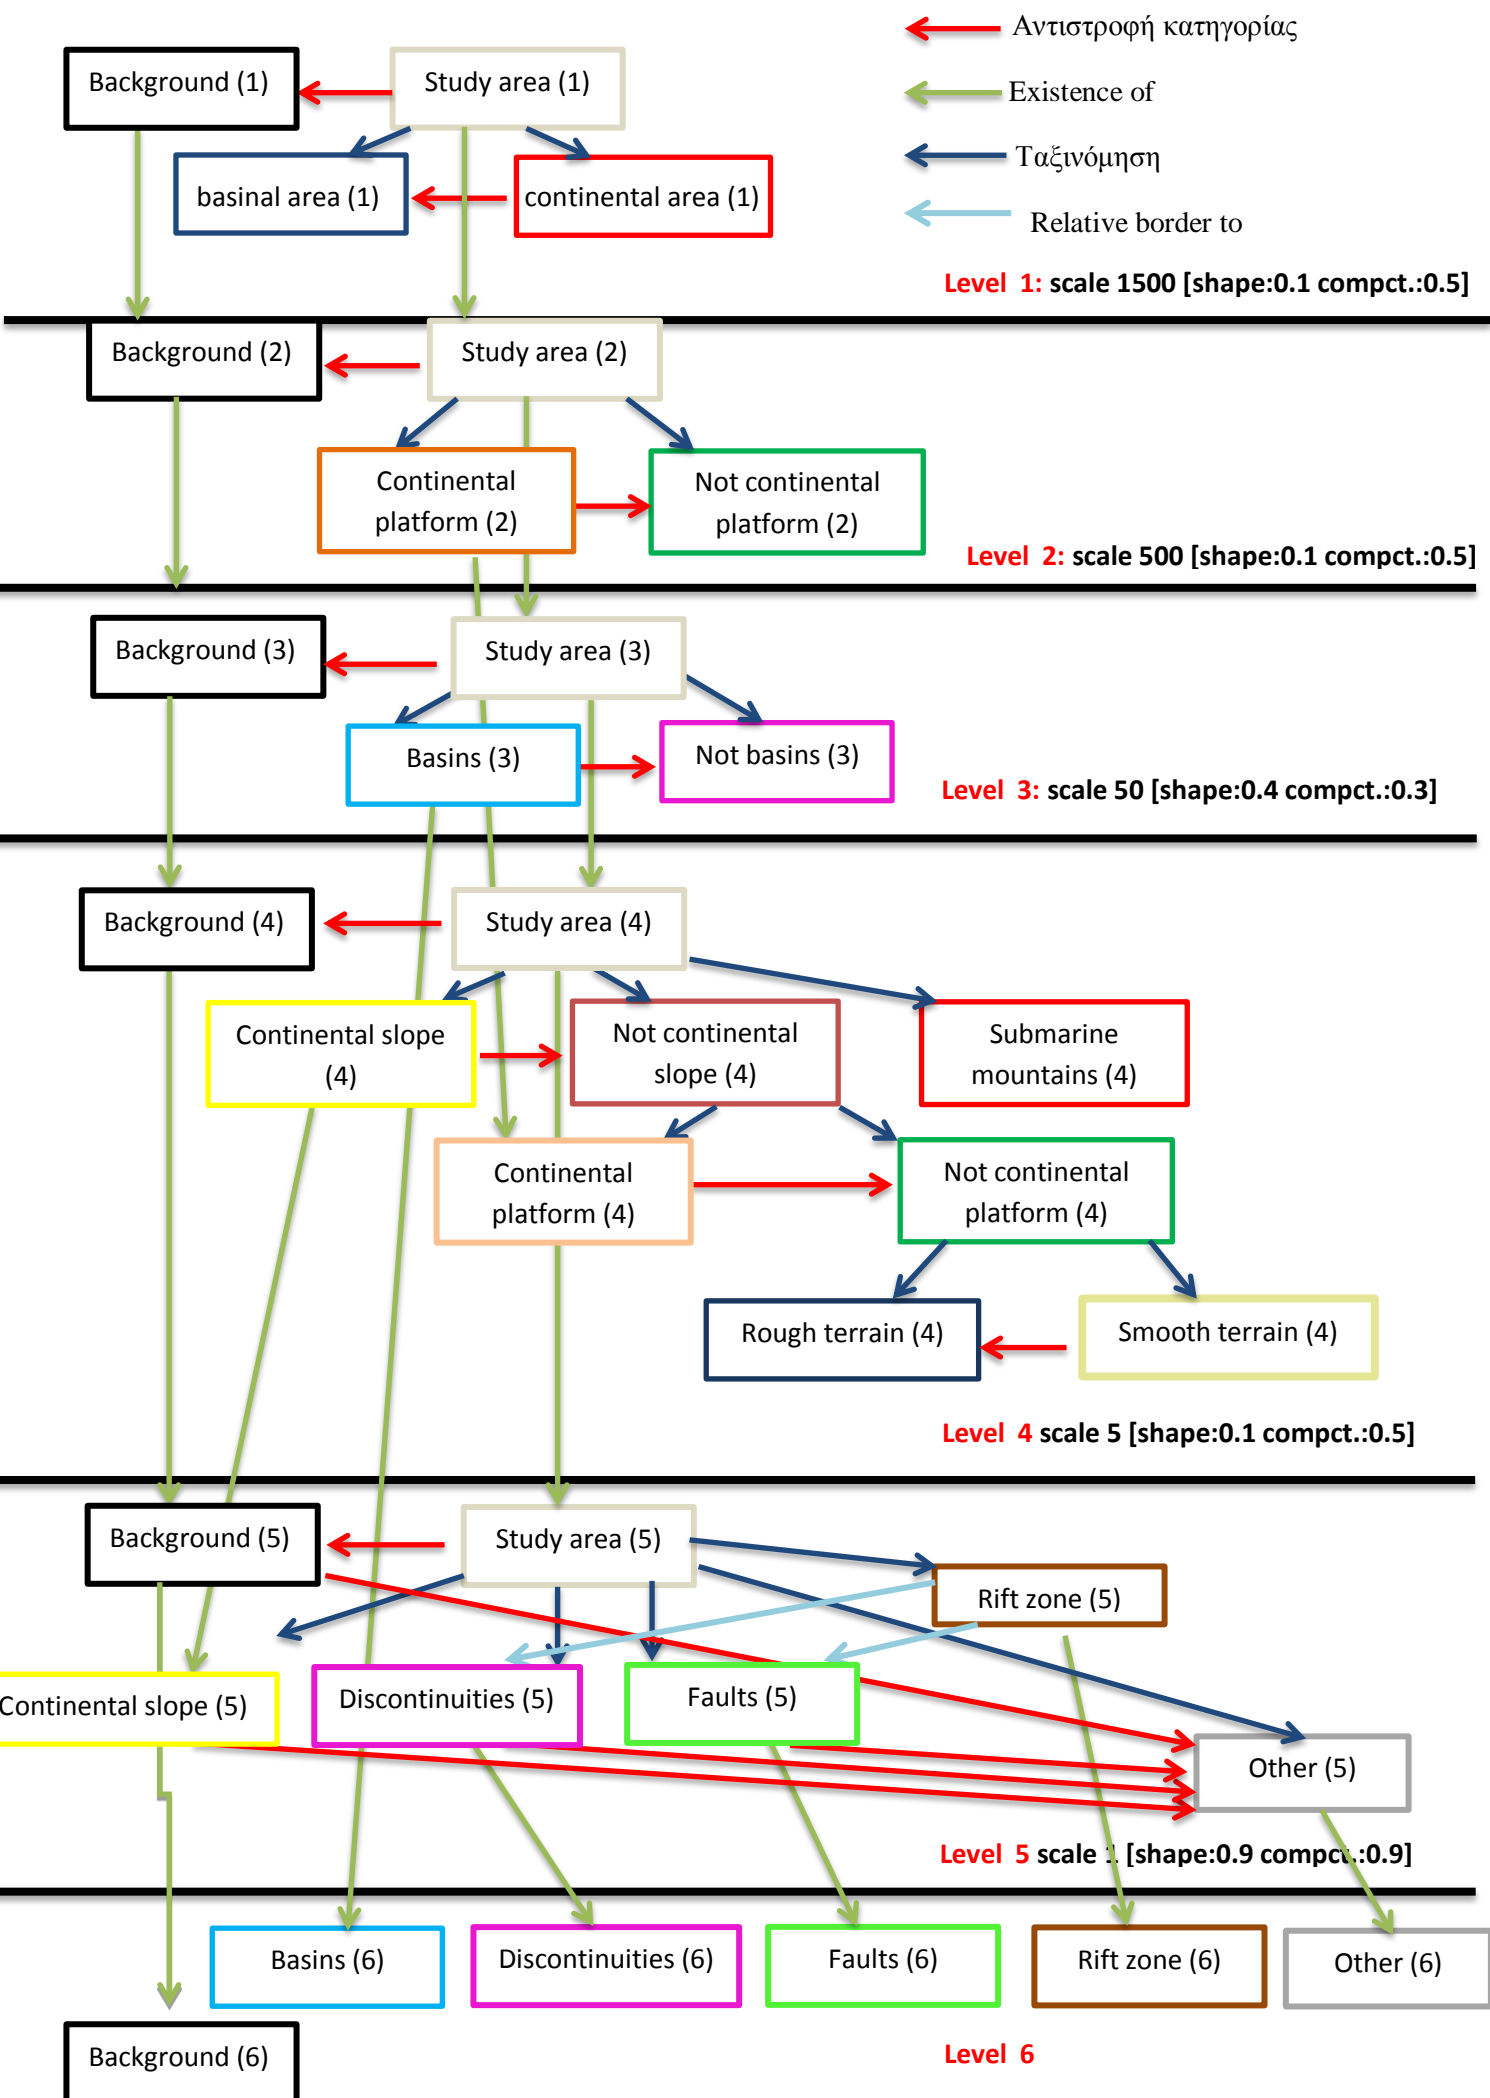 Αντιστροφή κατηγορίας
Background (1)
Study area (1)
Existence of
Ταξινόμηση
basinal area (1)
continental area (1)
Relative border to
Level 1: scale 1500 [shape:0.1 compct.:0.5]
Background (2)
Study area (2)
Continental
platform (2)
Not continental
platform (2)
Level 2: scale 500 [shape:0.1 compct.:0.5]
Background (3)
Study area (3)
Basins (3)
Not basins (3)
Level 3: scale 50 [shape:0.4 compct.:0.3]
Background (4)
Study area (4)
Continental slope
(4)
Not continental
slope (4)
Submarine
mountains (4)
Continental
platform (4)
Not continental
platform (4)
Rough terrain (4)
Smooth terrain (4)
Level 4 scale 5 [shape:0.1 compct.:0.5]
Background (5)
Study area (5)
Rift zone (5)
Continental slope (5)
Discontinuities (5)
Faults (5)
Other (5)
Level 5 scale 1 [shape:0.9 compct.:0.9]
Basins (6)
Discontinuities (6)
Faults (6)
Rift zone (6)
Other (6)
Background (6)
Level 6